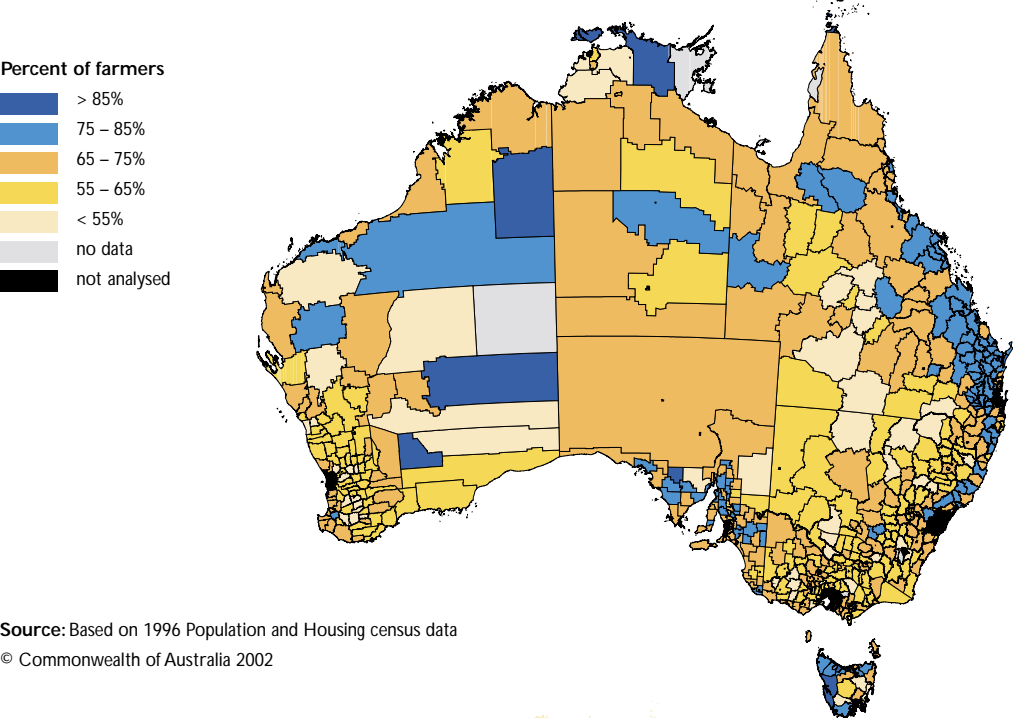 Percent of farmers
> 85%
75 – 85%
65 – 75%
55 – 65%
< 55%
no data
not analysed
Source: Based on 1996 Population and Housing census data
© Commonwealth of Australia 2002